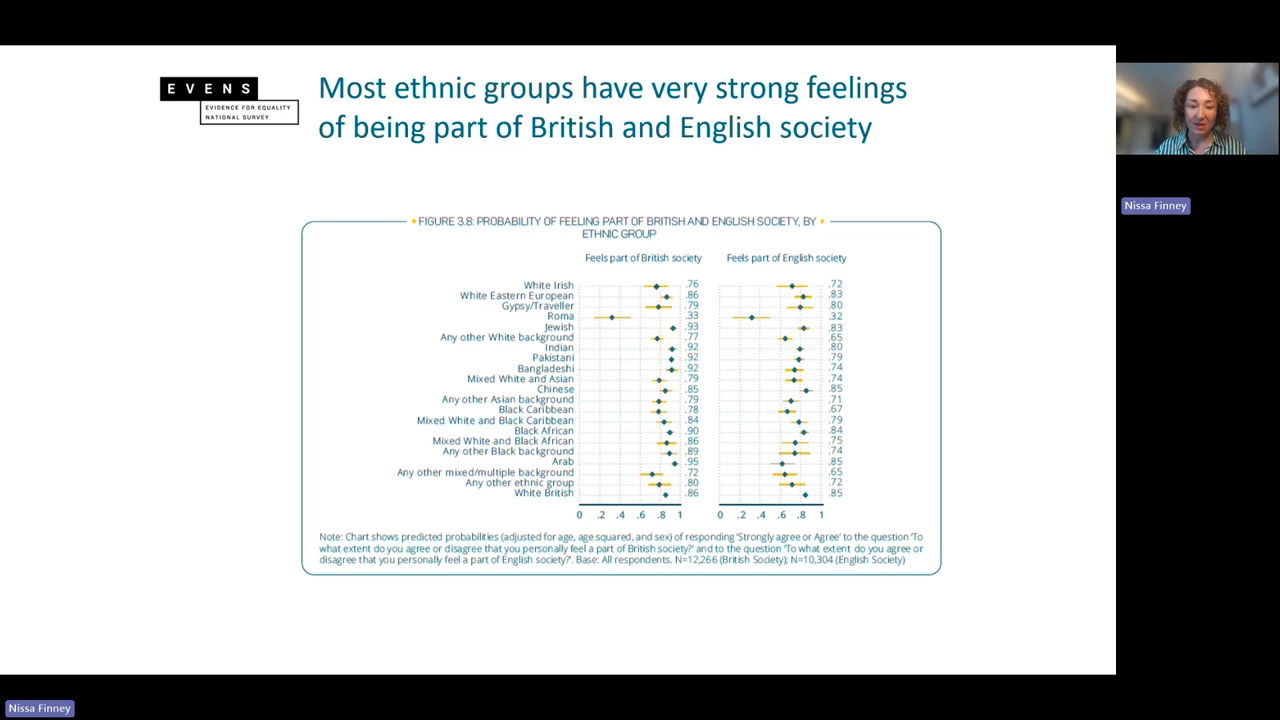 EVENS
EVIDENCE FOR EQUALITY
NATIONAL SURVEY
Most ethnic groups have very strong feelings
of being part of British and English society
FIGURE 3.8: PROBABILITY OF FEELING PART OF BRITISH AND ENGLISH SOCIETY, BY
ETHNIC GROUP
Feels part of British society Feels part of English society
White Irish .76 .72
White Eastern European .86 .83
Gypsy/Traveller .79 .80
Roma .33 .32
Jewish .93 .83
Any other White background .77 .65
Indian .92 .80
Pakistani .92 .79
Bangladeshi .92 .74
Mixed White and Asian .79 .74
Chinese .85 .85
Any other Asian background .79 .71
Black Caribbean .78 .67
Mixed White and Black Caribbean .84 .79
Black African .90 .84
Mixed White and Black African .86 .75
Any other Black background .89 .74
Arab .95 .85
Any other mixed/multiple background .72 .65
Any other ethnic group .80 .72
White British .86 .85
0 .2 .4 .6 .8 1 0 .2 .4 .6 .8 1
Note: Chart shows predicted probabilities (adjusted for age, age squared, and sex) of responding 'Strongly agree or Agree' to the question 'To
what extent do you agree or disagree that you personally feel a part of British society?' and to the question 'To what extent do you agree or
disagree that you personally feel a part of English society?'. Base: All respondents. N=12,266 (British Society); N=10,304 (English Society)
Nissa Finney
Nissa Finney